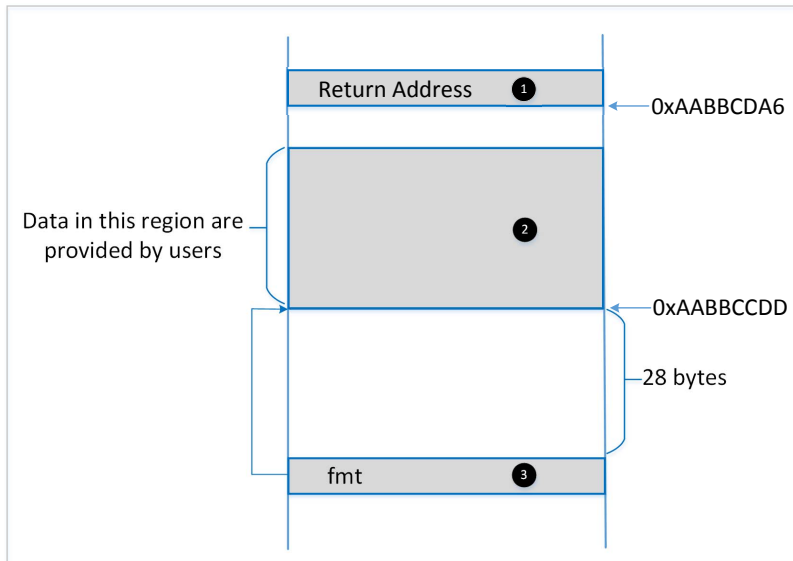 Return Address 1
0xAABBCDA6
Data in this region are
provided by users
2
0xAABBCCDD
28 bytes
fmt 3